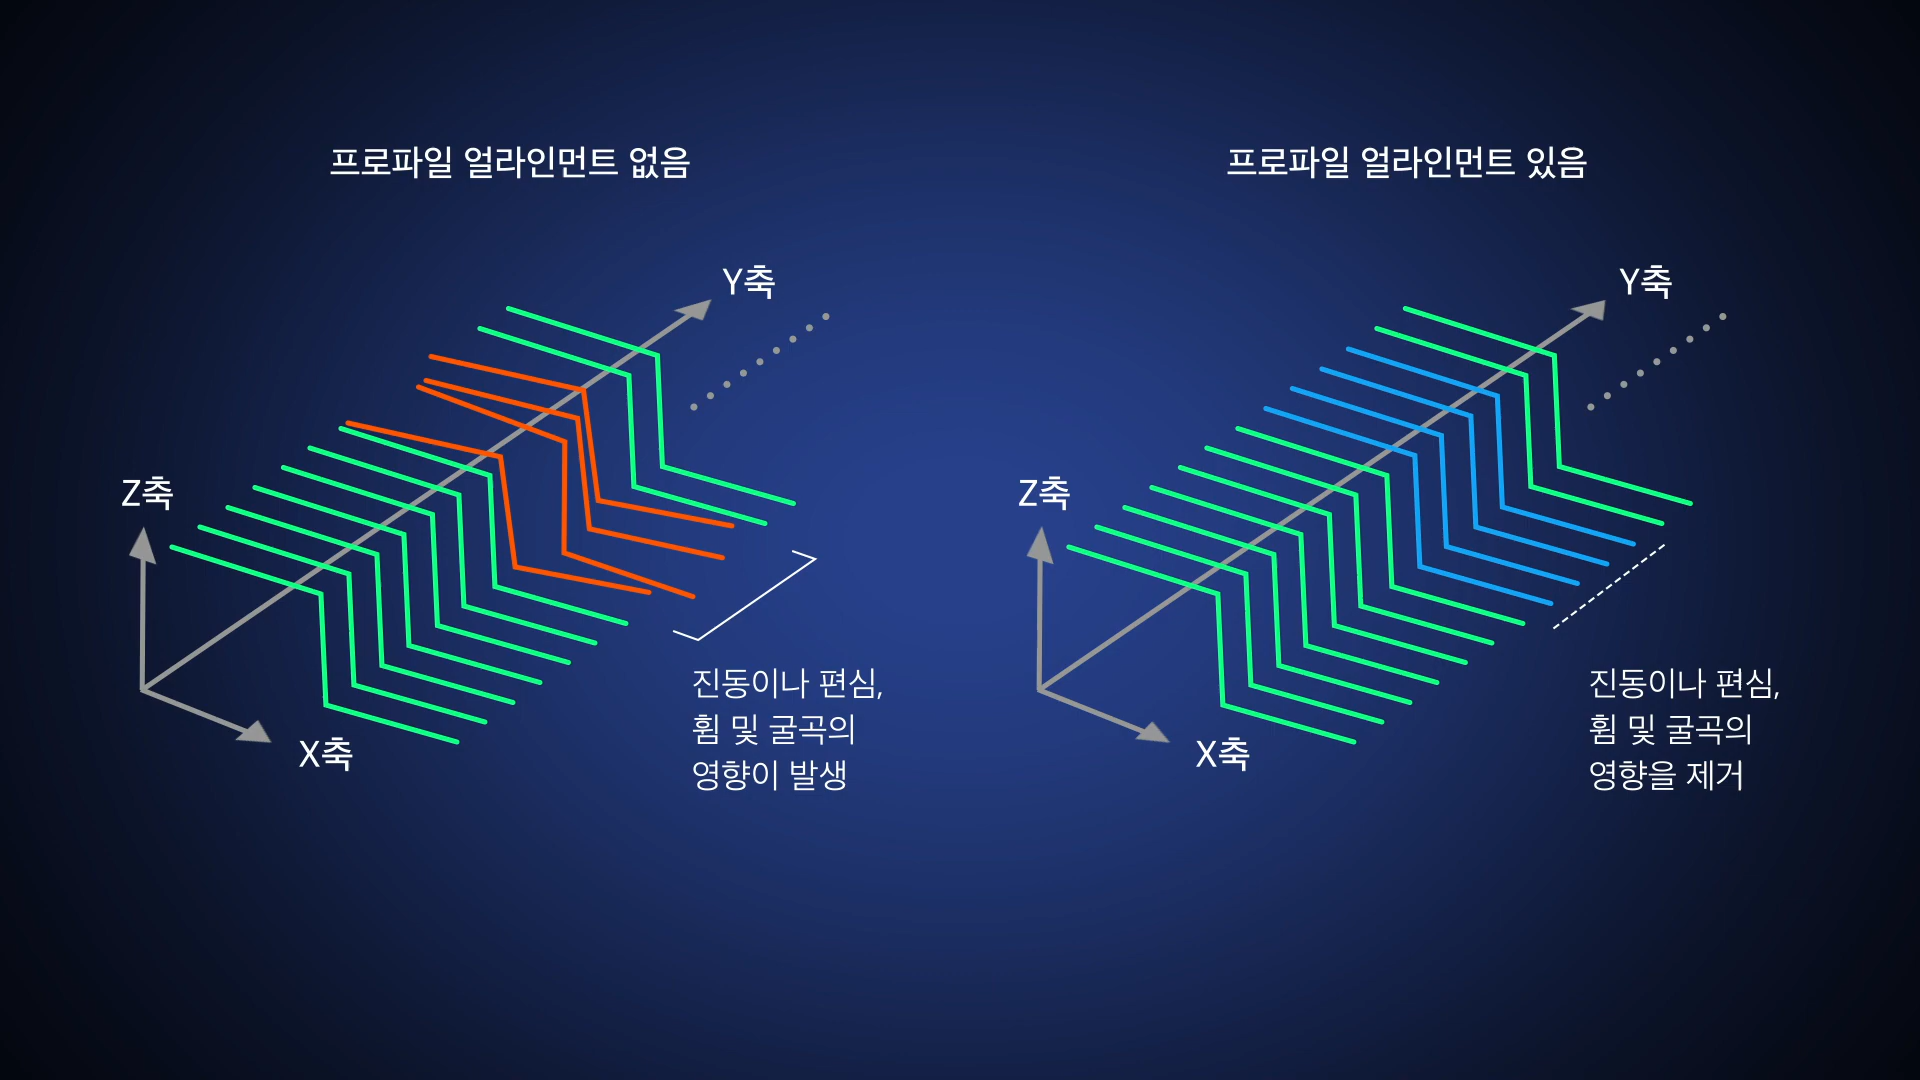 프로파일 얼라인먼트 없음
Y축
Z축
X축
진동이나 편심,
휨 및 굴곡의
영향이 발생
프로파일 얼라인먼트 있음
Y축
Z축
X축
진동이나 편심,
휨 및 굴곡의
영향을 제거